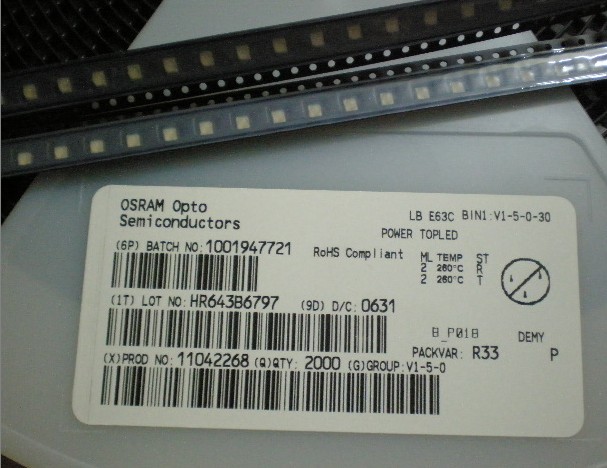 OSRAM Opto
Semiconductors
LB E63C BIN1:V1-5-0-30
POWER TOPLED
(6P) BATCH NO:1001947721
RoHS Compliant
ML TEMP ST
2 260°C R
2 260°C T
(1T) LOT NO:HR643B6797 (9D) D/C: 0631
B_P01B DEMY
PACKVAR: R33 P
(X)PROD NO:11042268 (Q)QTY: 2000 (G)GROUP:V1-5-0